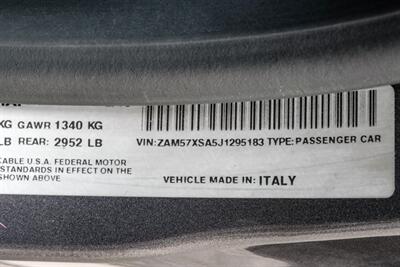 KG GAWR 1340 KG
LB REAR: 2952 LB
VIN: ZAM57XSA5J1295183 TYPE: PASSENGER CAR
CABLE U.S.A. FEDERAL MOTOR
STANDARDS IN EFFECT ON THE
SHOWN ABOVE
VEHICLE MADE IN: ITALY